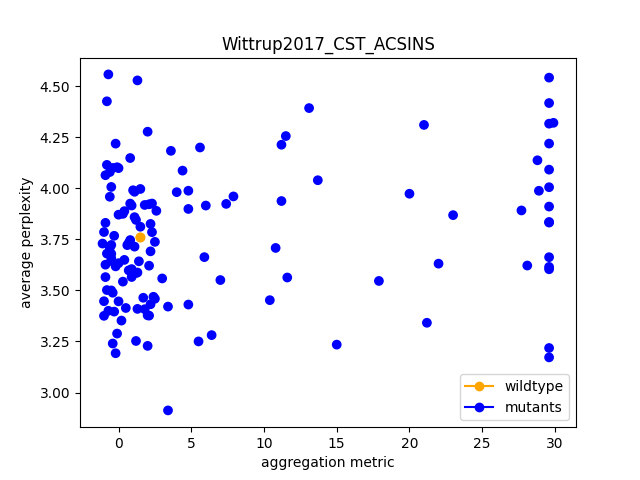 Wittrup2017_CST_ACSINS
4.50
4.25
4.00
3.75
3.50
3.25
3.00
average perplexity
0 5 10 15 20 25 30
aggregation metric
wildtype
mutants